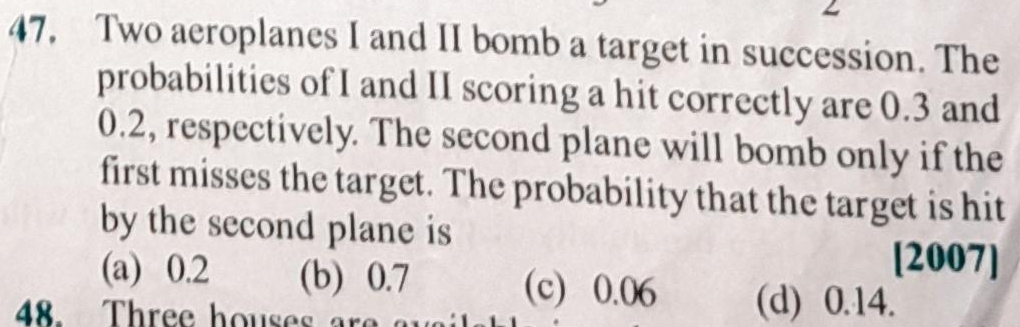 47. Two aeroplanes I and II bomb a target in succession. The
probabilities of I and II scoring a hit correctly are 0.3 and
0.2, respectively. The second plane will bomb only if the
first misses the target. The probability that the target is hit
by the second plane is
[2007]
(a) 0.2 (b) 0.7 (c) 0.06 (d) 0.14.
48. Three houses are